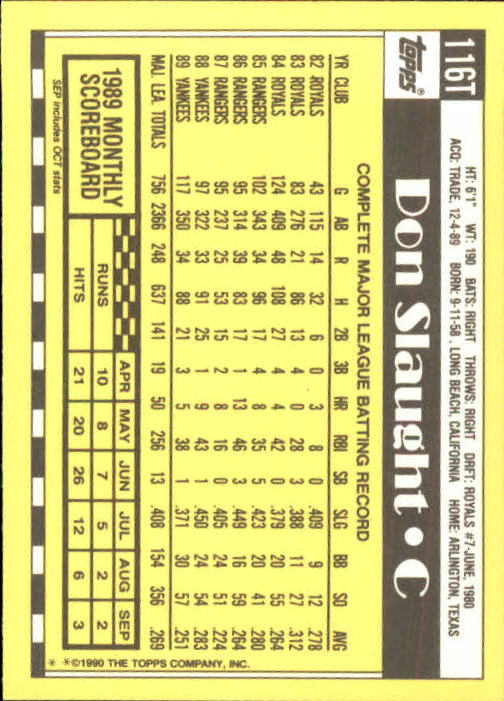 116T
topps®
Don Slaught • C
HT: 6'1" WT: 190 BATS: RIGHT THROWS: RIGHT DRFT: ROYALS #7-JUNE, 1980
ACQ: TRADE, 12-4-89 BORN: 9-11-58, LONG BEACH, CALIFORNIA HOME: ARLINGTON, TEXAS
COMPLETE MAJOR LEAGUE BATTING RECORD
YR CLUB G AB R H 2B 3B HR RBI SB SLG BB SO AVG
82 ROYALS 43 115 14 32 6 0 3 8 0 .409 9 12 .278
83 ROYALS 83 276 21 86 13 4 0 28 3 .388 11 27 .312
84 ROYALS 124 409 48 108 27 4 4 42 0 .379 20 55 .264
85 RANGERS 102 343 34 96 17 4 8 35 5 .423 20 41 .280
86 RANGERS 95 314 39 83 17 1 13 46 3 .449 16 59 .264
87 RANGERS 95 237 25 53 15 2 8 16 0 .405 24 51 .224
88 YANKEES 97 322 33 91 25 1 9 43 1 .450 24 54 .283
89 YANKEES 117 350 34 88 21 3 5 38 1 .371 30 57 .251
MAJ. LEA. TOTALS 756 2366 248 637 141 19 50 256 13 .408 154 356 .269
1989 MONTHLY
SCOREBOARD
APR MAY JUN JUL AUG SEP
RUNS 10 8 7 5 2 2
HITS 21 20 26 12 6 3
SEP includes OCT stats
* *©1990 THE TOPPS COMPANY, INC.